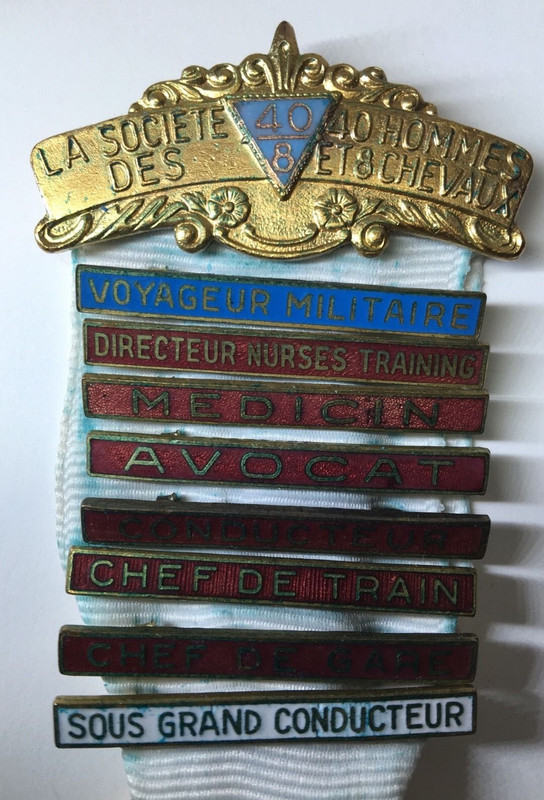 LA SOCIETE DES
40
8
40 HOMMES ET 8 CHEVAUX
VOYAGEUR MILITAIRE
DIRECTEUR NURSES TRAINING
MEDICIN
AVOCAT
CONDUCTEUR
CHEF DE TRAIN
CHEF DE GARE
SOUS GRAND CONDUCTEUR